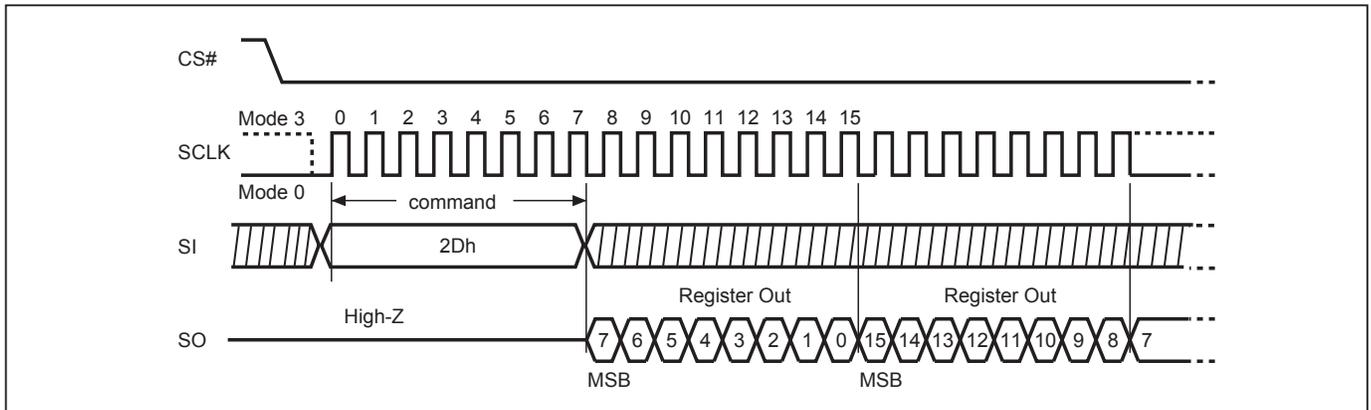 CS#
Mode 3 0 1 2 3 4 5 6 7 8 9 10 11 12 13 14 15
SCLK
Mode 0
command
SI 2Dh
Register Out Register Out
High-Z
SO 7 6 5 4 3 2 1 0 15 14 13 12 11 10 9 8 7
MSB MSB